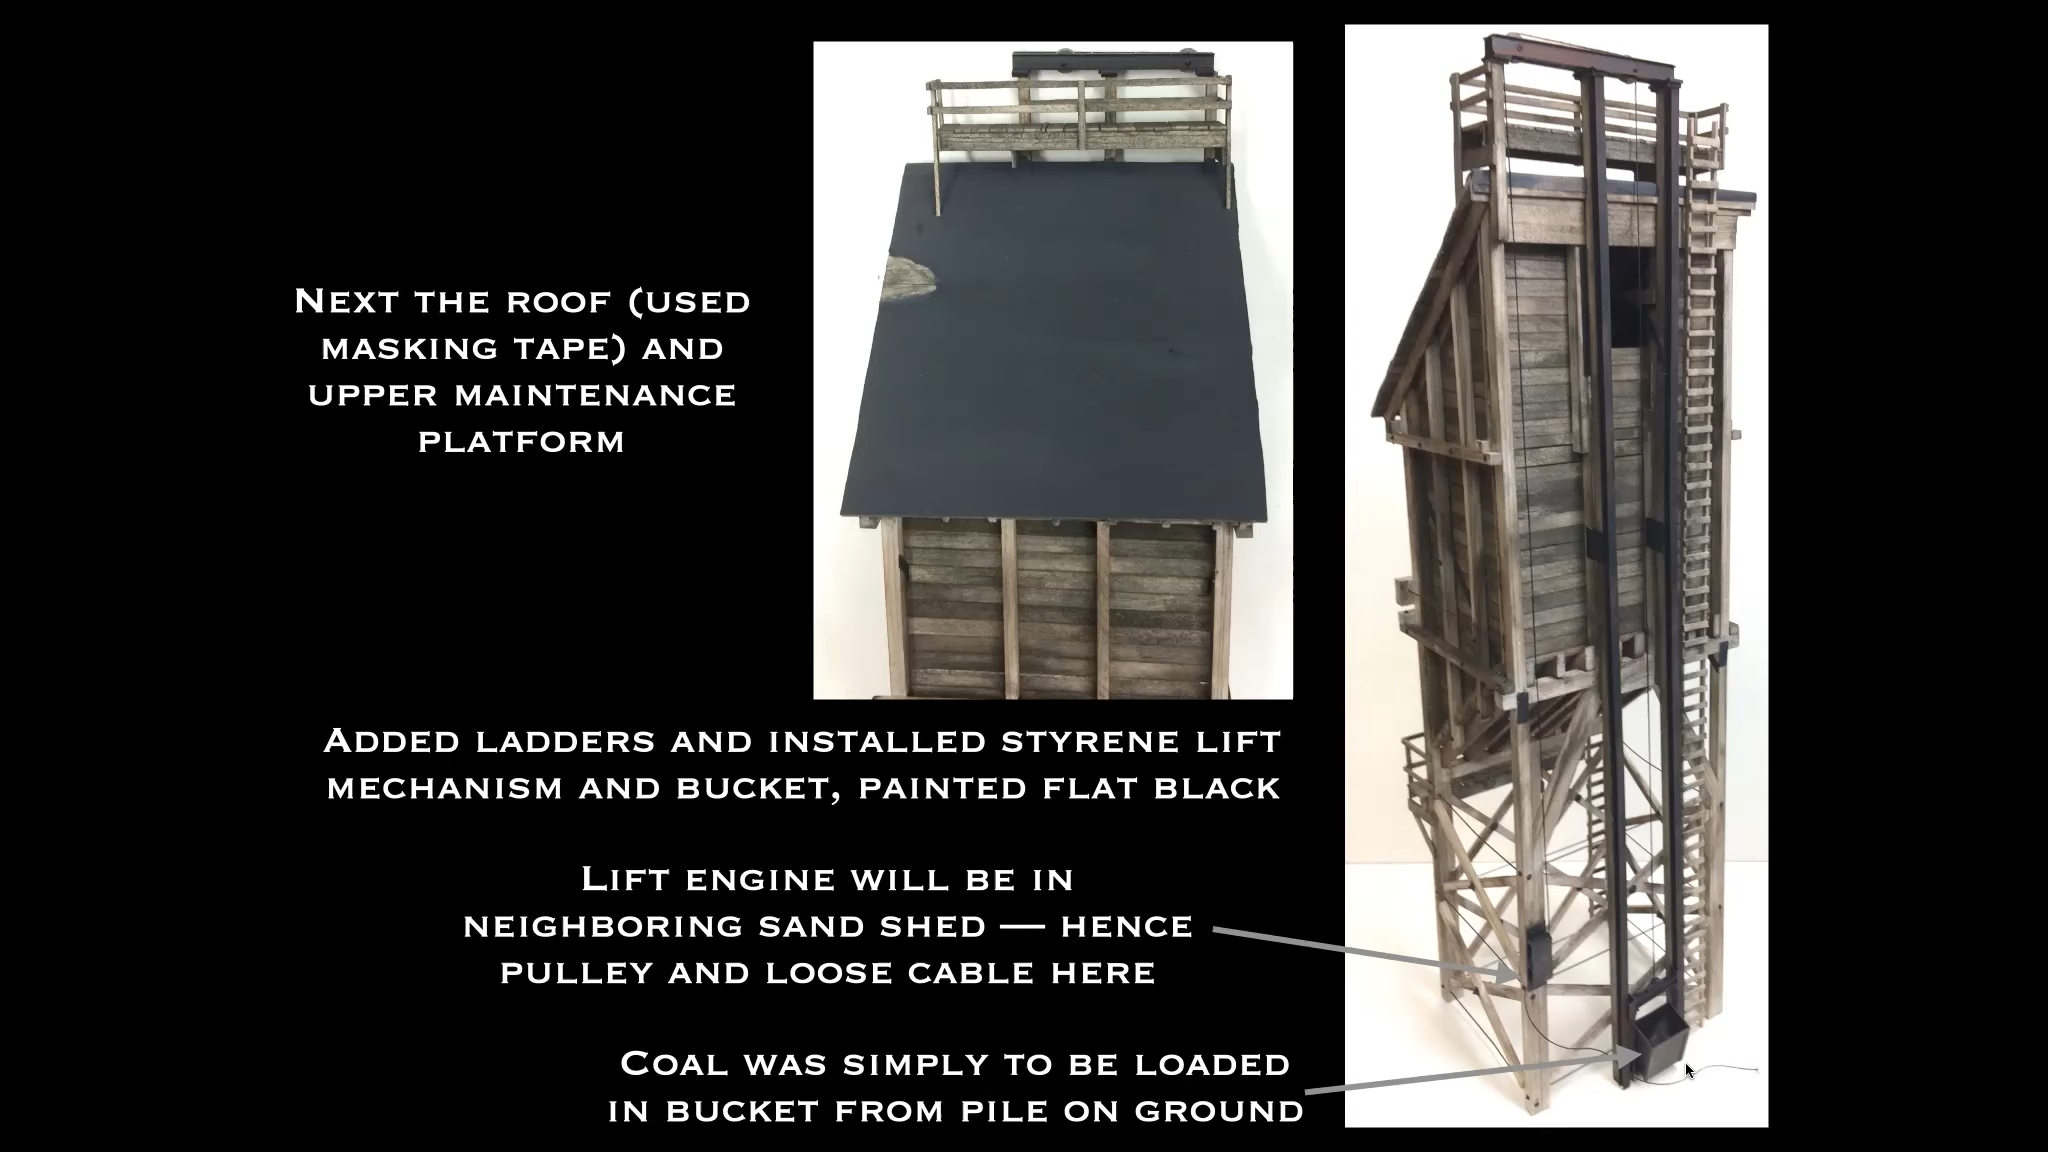 Next the roof (used
masking tape) and
upper maintenance
platform
Added ladders and installed styrene lift
mechanism and bucket, painted flat black
Lift engine will be in
neighboring sand shed — hence
pulley and loose cable here
Coal was simply to be loaded
in bucket from pile on ground